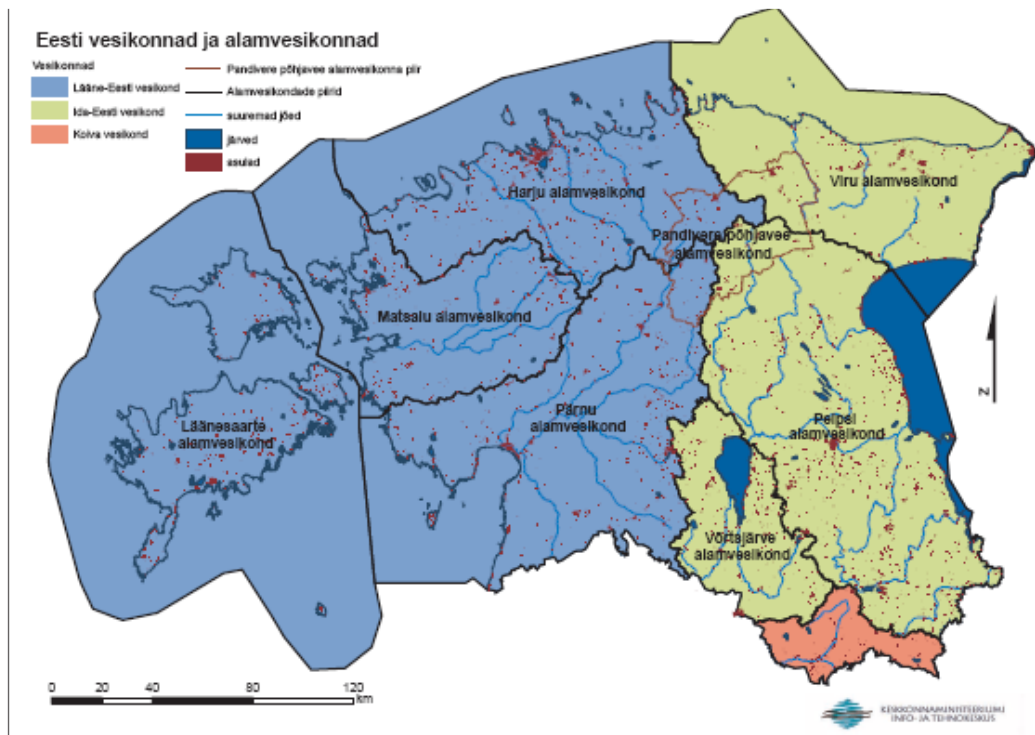 Eesti vesikonnad ja alamvesikonnad
Vesikonnad
Lääne-Eesti vesikond
Ida-Eesti vesikond
Koiva vesikond
Pandivere põhjavee alamvesikonna piir
Alamvesikondade piirid
suuremad jõed
järved
asulad
Harju alamvesikond
Viru alamvesikond
Pandivere põhjavee
alamvesikond
Matsalu alamvesikond
Läänesaarte
alamvesikond
Pärnu
alamvesikond
Peipsi
alamvesikond
Võrtsjärve
alamvesikond
N
0 20 40 80 120
km
KESKKONNAMINISTEERIUMI
INFO- JA TEHNOKESKUS